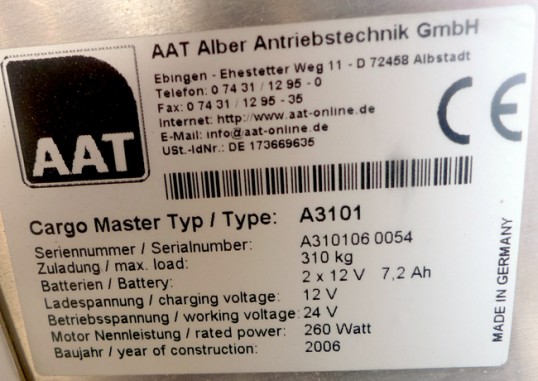 AAT Alber Antriebstechnik GmbH
Ebingen - Ehestetter Weg 11 - D 72458 Albstadt
Telefon: 0 74 31 / 12 95 - 0
Fax: 0 74 31 / 12 95 - 35
Internet: http://www.aat-online.de
E-Mail: info@aat-online.de
USt.-IdNr.: DE 173669635
AAT
CE
Cargo Master Typ / Type: A3101
Seriennummer / Serialnumber: A310106 0054
Zuladung / max. load: 310 kg
Batterien / Battery: 2 x 12 V 7,2 Ah
Ladespannung / charging voltage: 12 V
Betriebsspannung / working voltage: 24 V
Motor Nennleistung / rated power: 260 Watt
Baujahr / year of construction: 2006
MADE IN GERMANY